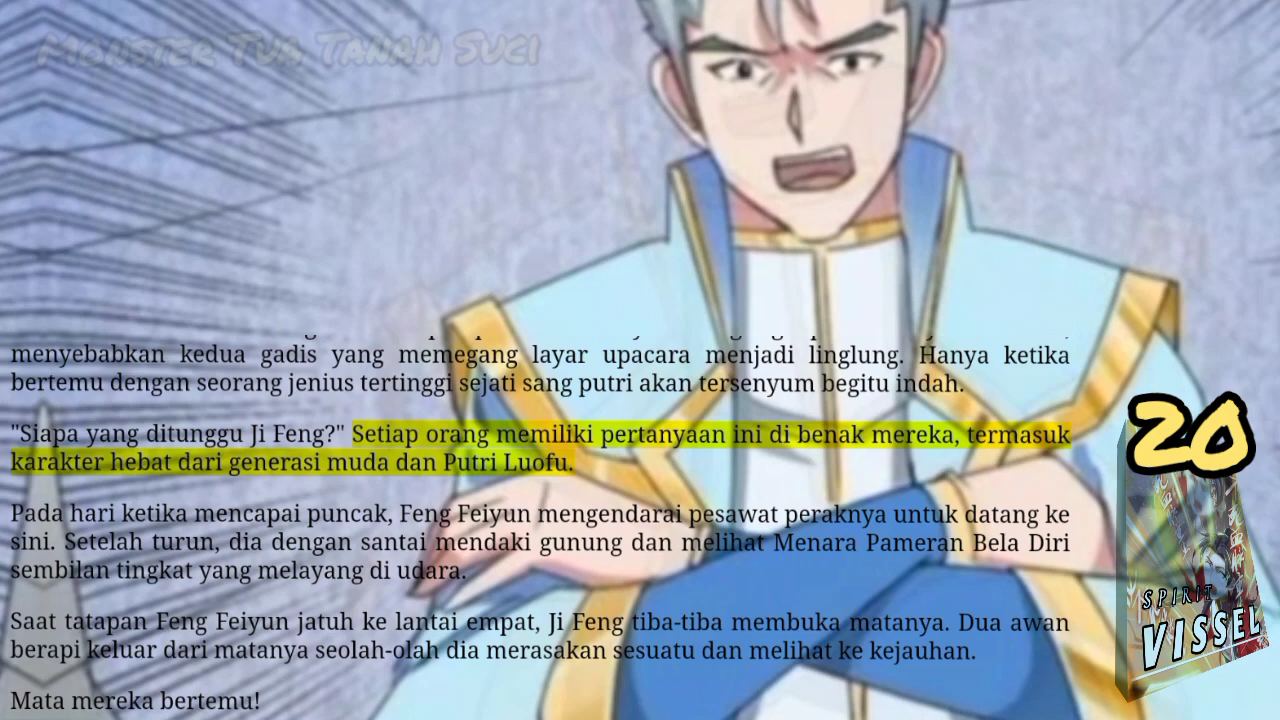 Monster Tua Tanah Suci
menyebabkan kedua gadis yang memegang layar upacara menjadi linglung. Hanya ketika
bertemu dengan seorang jenius tertinggi sejati sang putri akan tersenyum begitu indah.
"Siapa yang ditunggu Ji Feng?" Setiap orang memiliki pertanyaan ini di benak mereka, termasuk
karakter hebat dari generasi muda dan Putri Luofu.
Pada hari ketika mencapai puncak, Feng Feiyun mengendarai pesawat peraknya untuk datang ke
sini. Setelah turun, dia dengan santai mendaki gunung dan melihat Menara Pameran Bela Diri
sembilan tingkat yang melayang di udara.
Saat tatapan Feng Feiyun jatuh ke lantai empat, Ji Feng tiba-tiba membuka matanya. Dua awan
berapi keluar dari matanya seolah-olah dia merasakan sesuatu dan melihat ke kejauhan.
Mata mereka bertemu!
20
SPIRIT
VISSEL